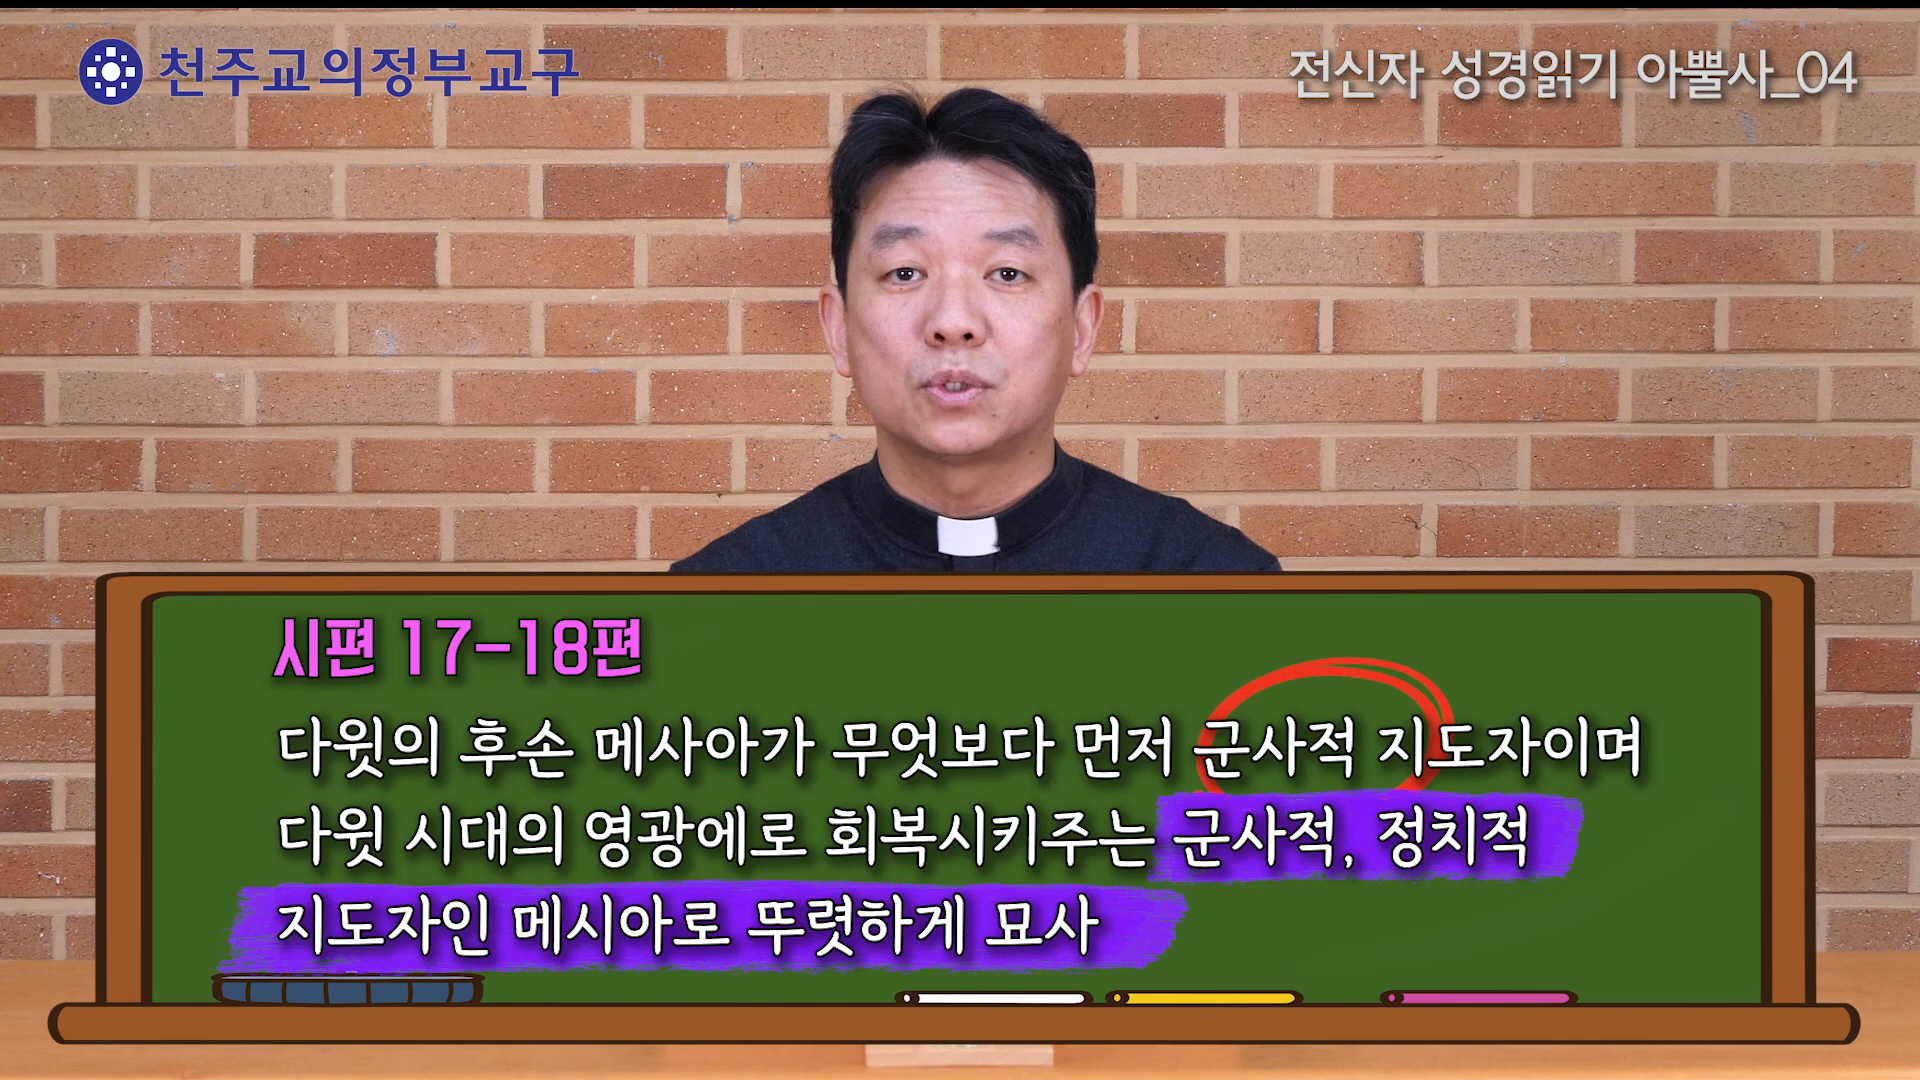 천주교의정부교구
전신자 성경읽기 아뿔사_04
시편 17-18편
다윗의 후손 메사아가 무엇보다 먼저 군사적 지도자이며
다윗 시대의 영광에로 회복시키주는 군사적, 정치적
지도자인 메시아로 뚜렷하게 묘사